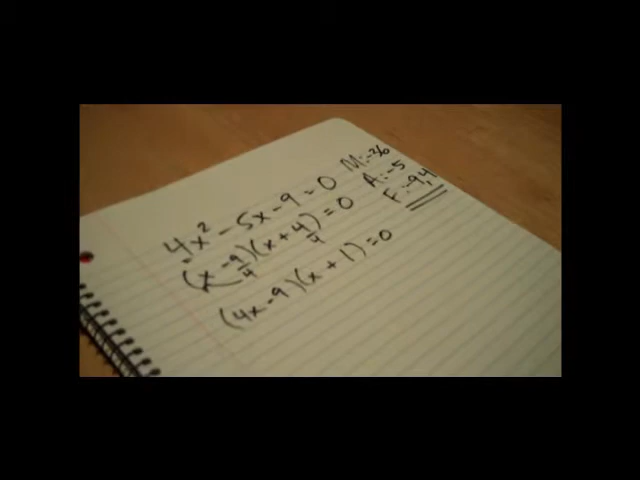 4x² - 5x - 9 = 0
(x - 9/4)(x + 4/4) = 0
(4x - 9)(x + 1) = 0
M: -36
A: -5
F: -9, 4